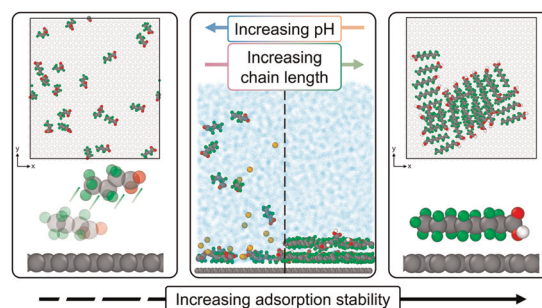 Increasing pH
Increasing
chain length
y
x
y
x
Increasing adsorption stability